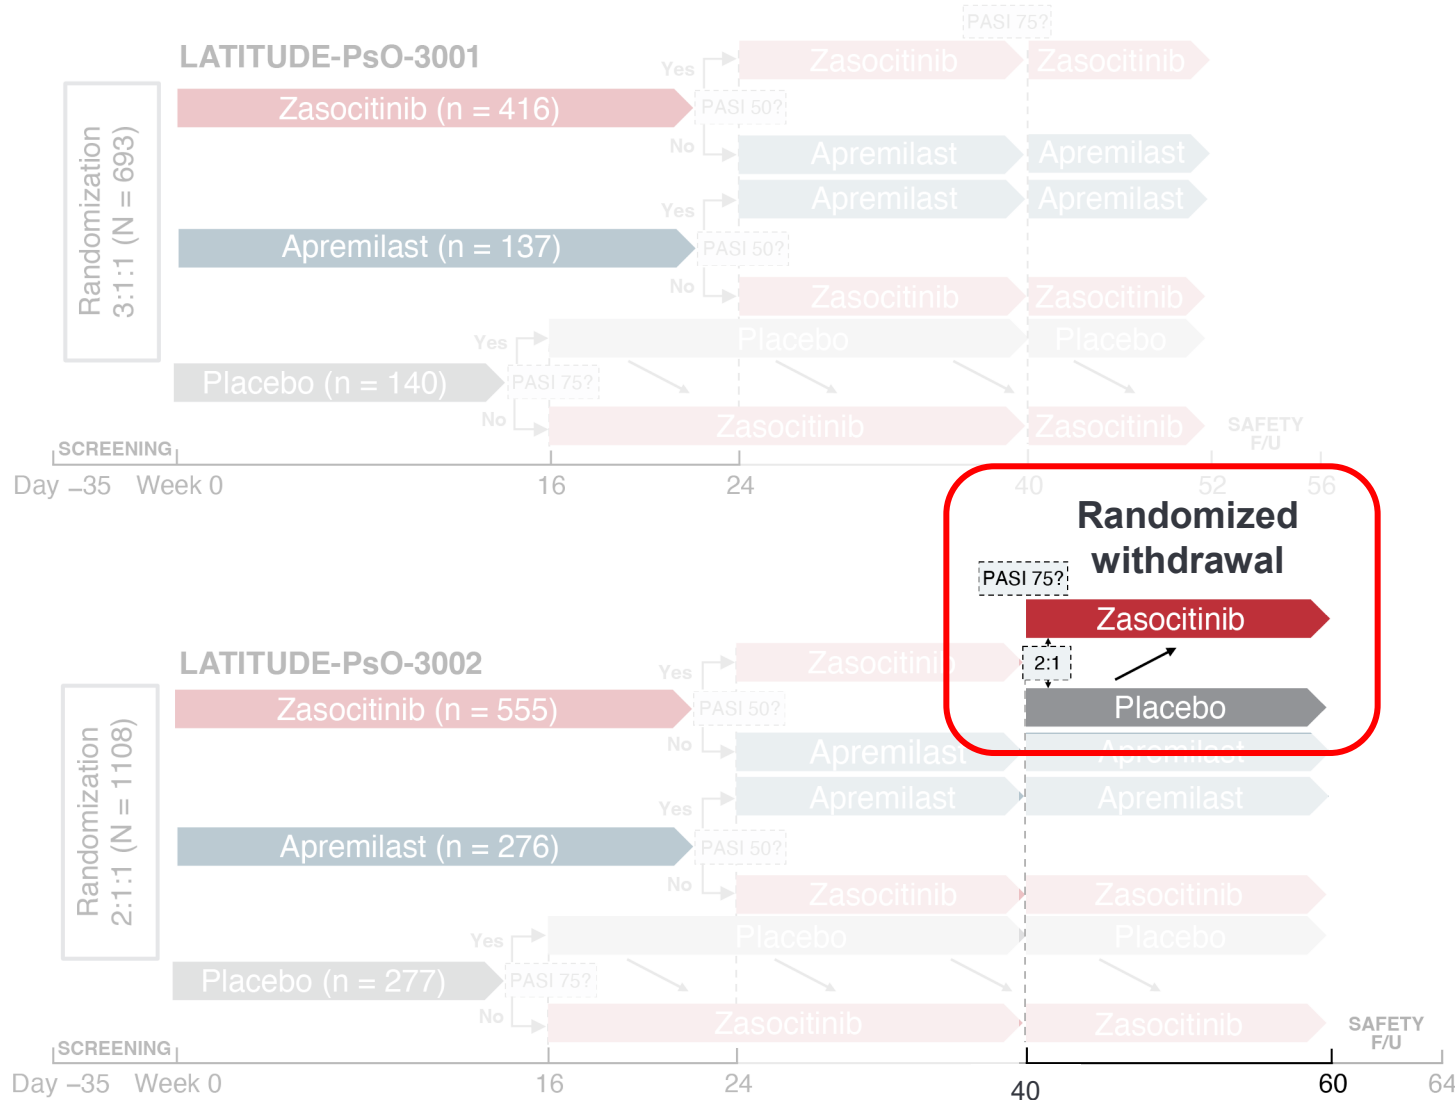 PASI 75?
LATITUDE-PsO-3001
Yes
Zasocitinib
Zasocitinib
Zasocitinib (n = 416)
PASI 50?
No
Apremilast
Apremilast
Randomization
3:1:1 (N = 693)
Yes
Apremilast
Apremilast
Apremilast (n = 137)
PASI 50?
No
Zasocitinib
Zasocitinib
Yes
Placebo
Placebo
Placebo (n = 140)
PASI 75?
No
Zasocitinib
Zasocitinib
SAFETY
F/U
SCREENING
Day –35
Week 0
16
24
40
52
56
Randomized
withdrawal
PASI 75?
Zasocitinib
2:1
Placebo
LATITUDE-PsO-3002
Yes
Zasocitinib
Zasocitinib (n = 555)
PASI 50?
No
Apremilast
Apremilast
Randomization
2:1:1 (N = 1108)
Yes
Apremilast
Apremilast
Apremilast (n = 276)
PASI 50?
No
Zasocitinib
Zasocitinib
Yes
Placebo
Placebo
Placebo (n = 277)
PASI 75?
No
Zasocitinib
Zasocitinib
SAFETY
F/U
SCREENING
Day –35
Week 0
16
24
40
60
64